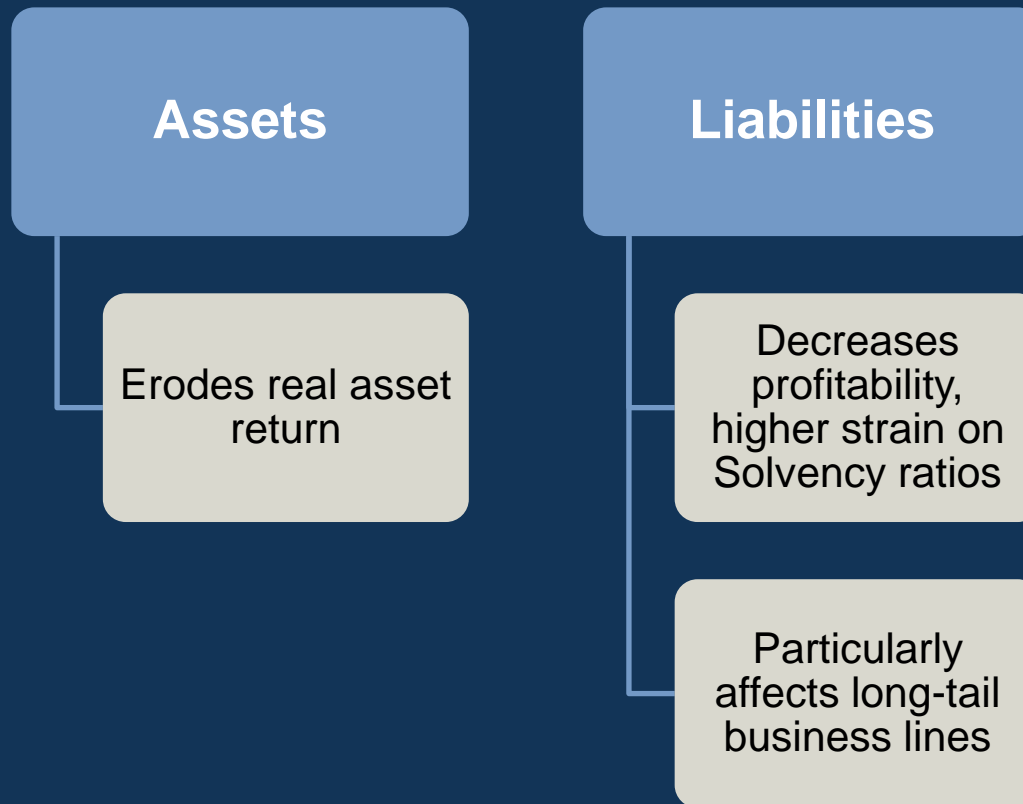 Assets
Erodes real asset
return
Liabilities
Decreases
profitability,
higher strain on
Solvency ratios
Particularly
affects long-tail
business lines